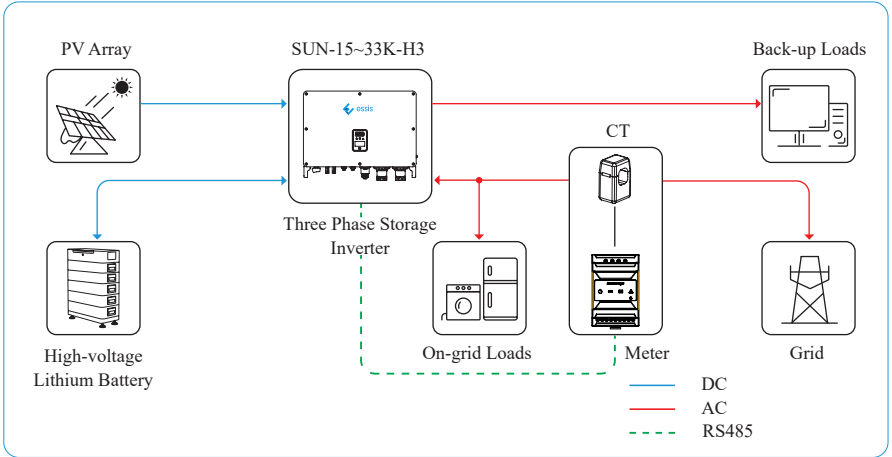 PV Array
SUN-15~33K-H3
Back-up Loads
essis
CT
Three Phase Storage
Inverter
High-voltage
Lithium Battery
On-grid Loads
Meter
Grid
DC
AC
RS485